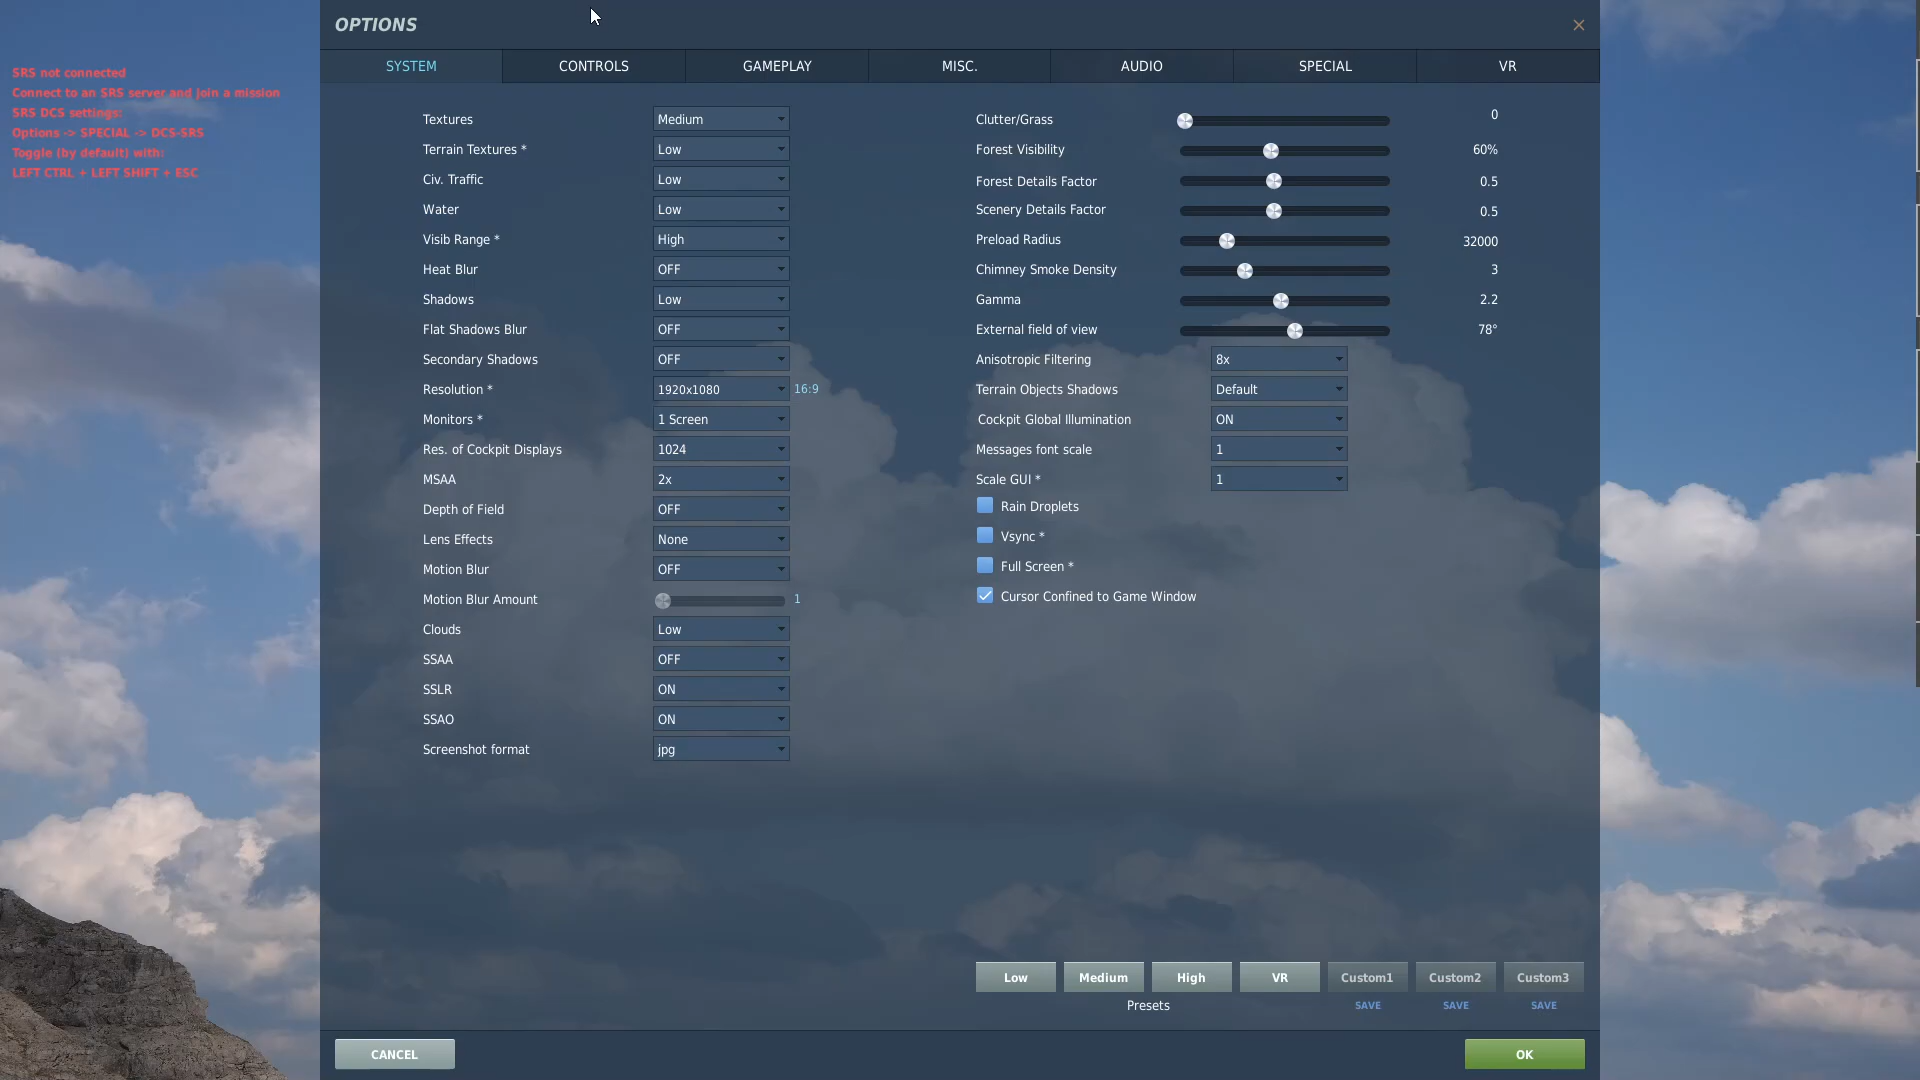 OPTIONS
SYSTEM
CONTROLS
GAMEPLAY
MISC.
AUDIO
SPECIAL
VR
SRS not connected
Connect to an SRS server and join a mission
SRS DCS settings:
Options -> SPECIAL -> DCS-SRS
Toggle (by default) with:
LEFT CTRL + LEFT SHIFT + ESC
Textures Medium
Terrain Textures * Low
Civ. Traffic Low
Water Low
Visib Range * High
Heat Blur OFF
Shadows Low
Flat Shadows Blur OFF
Secondary Shadows OFF
Resolution * 1920x1080 16:9
Monitors * 1 Screen
Res. of Cockpit Displays 1024
MSAA 2x
Depth of Field OFF
Lens Effects None
Motion Blur OFF
Motion Blur Amount 1
Clouds Low
SSAA OFF
SSLR ON
SSAO ON
Screenshot format jpg
Clutter/Grass 0
Forest Visibility 60%
Forest Details Factor 0.5
Scenery Details Factor 0.5
Preload Radius 32000
Chimney Smoke Density 3
Gamma 2.2
External field of view 78°
Anisotropic Filtering 8x
Terrain Objects Shadows Default
Cockpit Global Illumination ON
Messages font scale 1
Scale GUI * 1
Rain Droplets
Vsync *
Full Screen *
Cursor Confined to Game Window
Low Medium High VR Custom1 Custom2 Custom3
Presets SAVE SAVE SAVE
CANCEL
OK